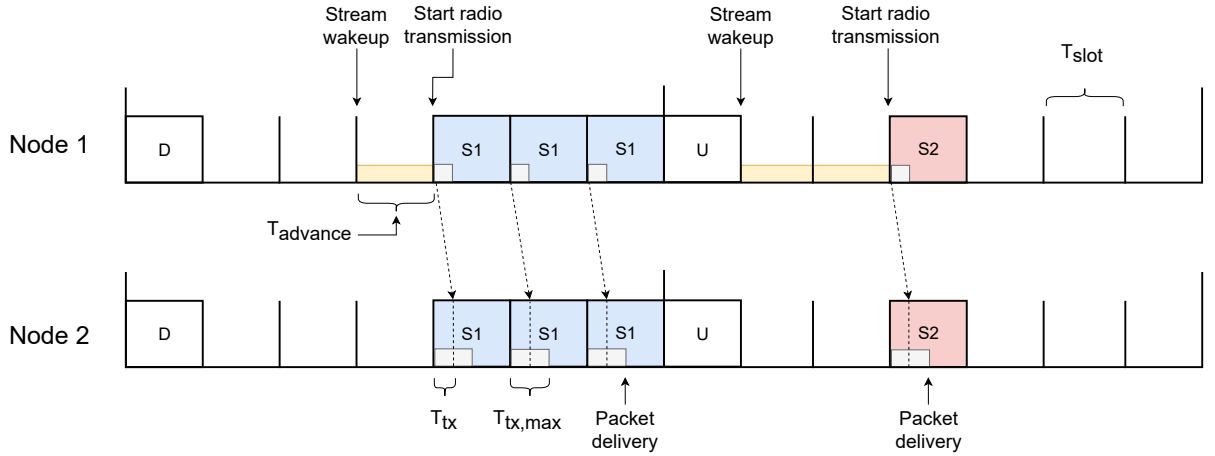 Stream
wakeup
Start radio
transmission
Stream
wakeup
Start radio
transmission
Tslot
Node 1
D
S1
S1
S1
U
S2
Tadvance
Node 2
D
S1
S1
S1
U
S2
Ttx
Ttx,max
Packet
delivery
Packet
delivery